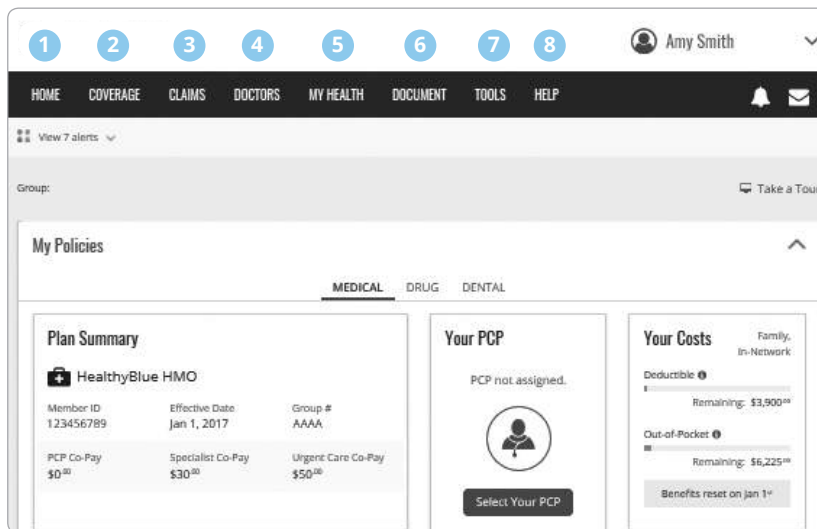 1 2 3 4 5 6 7 8
Amy Smith
HOME COVERAGE CLAIMS DOCTORS MY HEALTH DOCUMENT TOOLS HELP
View 7 alerts
Group:
Take a Tour
My Policies
MEDICAL DRUG DENTAL
Plan Summary
HealthyBlue HMO
Member ID Effective Date Group #
123456789 Jan 1, 2017 AAAA
PCP Co-Pay Specialist Co-Pay Urgent Care Co-Pay
$0.00 $30.00 $50.00
Your PCP
PCP not assigned.
Select Your PCP
Your Costs
Family,
In-Network
Deductible
Remaining: $3,900.00
Out-of-Pocket
Remaining: $6,225.00
Benefits reset on Jan 1st